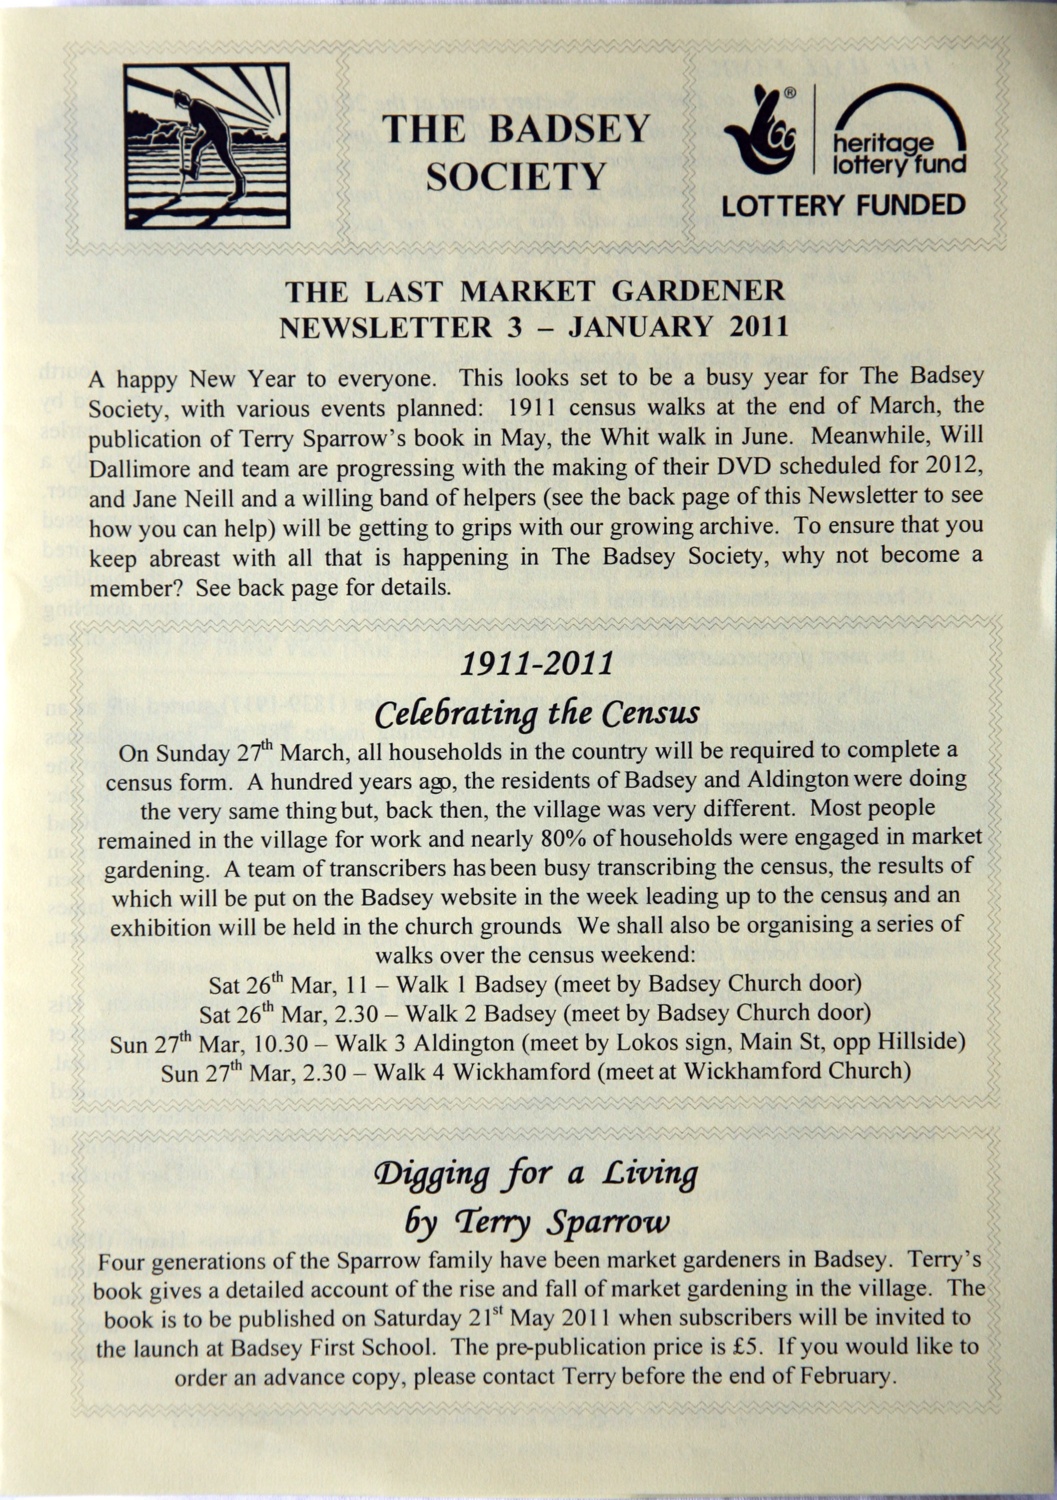 THE BADSEY
SOCIETY
®
heritage
lottery fund
LOTTERY FUNDED
THE LAST MARKET GARDENER
NEWSLETTER 3 – JANUARY 2011
A happy New Year to everyone. This looks set to be a busy year for The Badsey
Society, with various events planned: 1911 census walks at the end of March, the
publication of Terry Sparrow's book in May, the Whit walk in June. Meanwhile, Will
Dallimore and team are progressing with the making of their DVD scheduled for 2012,
and Jane Neill and a willing band of helpers (see the back page of this Newsletter to see
how you can help) will be getting to grips with our growing archive. To ensure that you
keep abreast with all that is happening in The Badsey Society, why not become a
member? See back page for details.
1911-2011
Celebrating the Census
On Sunday 27th March, all households in the country will be required to complete a
census form. A hundred years ago, the residents of Badsey and Aldington were doing
the very same thing but, back then, the village was very different. Most people
remained in the village for work and nearly 80% of households were engaged in market
gardening. A team of transcribers has been busy transcribing the census, the results of
which will be put on the Badsey website in the week leading up to the census and an
exhibition will be held in the church grounds We shall also be organising a series of
walks over the census weekend:
Sat 26th Mar, 11 – Walk 1 Badsey (meet by Badsey Church door)
Sat 26th Mar, 2.30 – Walk 2 Badsey (meet by Badsey Church door)
Sun 27th Mar, 10.30 – Walk 3 Aldington (meet by Lokos sign, Main St, opp Hillside)
Sun 27th Mar, 2.30 – Walk 4 Wickhamford (meet at Wickhamford Church)
Digging for a Living
by Terry Sparrow
Four generations of the Sparrow family have been market gardeners in Badsey. Terry's
book gives a detailed account of the rise and fall of market gardening in the village. The
book is to be published on Saturday 21st May 2011 when subscribers will be invited to
the launch at Badsey First School. The pre-publication price is £5. If you would like to
order an advance copy, please contact Terry before the end of February.